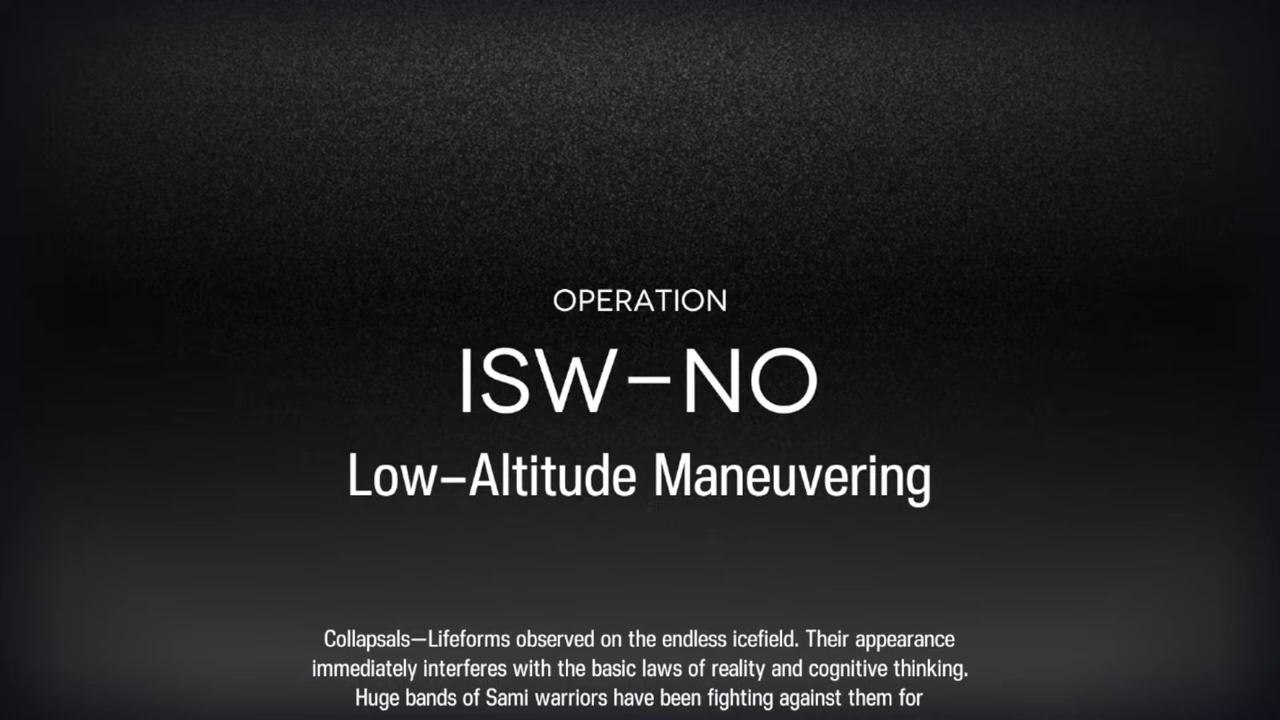 OPERATION
ISW-NO
Low-Altitude Maneuvering
Collapsals—Lifeforms observed on the endless icefield. Their appearance
immediately interferes with the basic laws of reality and cognitive thinking.
Huge bands of Sami warriors have been fighting against them for